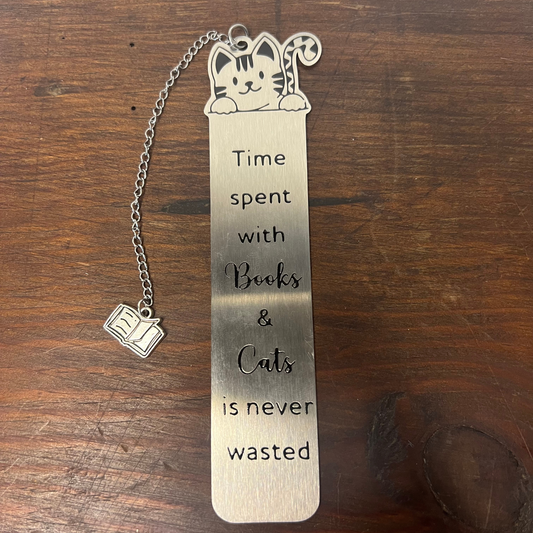 Time
spent
with
Books
&
Cats
is never
wasted